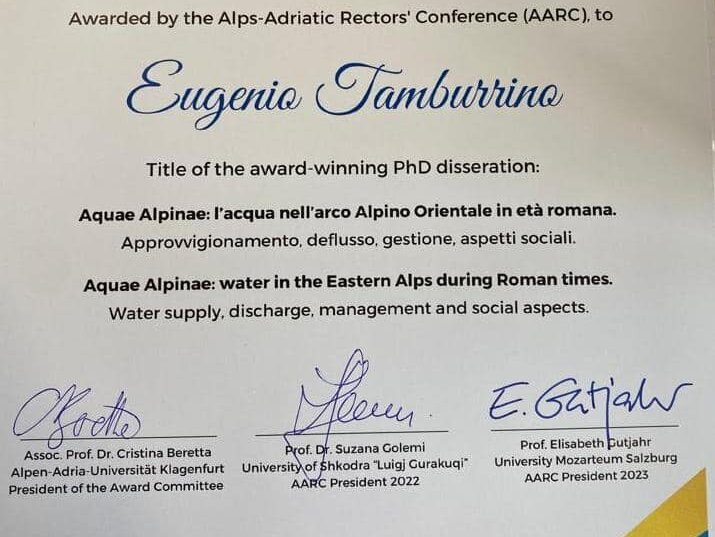 Awarded by the Alps-Adriatic Rectors' Conference (AARC), to
Eugenio Tamburrino
Title of the award-winning PhD disseration:
Aquae Alpinae: l'acqua nell'arco Alpino Orientale in età romana.
Approvvigionamento, deflusso, gestione, aspetti sociali.
Aquae Alpinae: water in the Eastern Alps during Roman times.
Water supply, discharge, management and social aspects.
E. Gutjahr
Assoc. Prof. Dr. Cristina Beretta
Alpen-Adria-Universität Klagenfurt
President of the Award Committee
Prof. Dr. Suzana Golemi
University of Shkodra "Luigj Gurakuqi"
AARC President 2022
Prof. Elisabeth Gutjahr
University Mozarteum Salzburg
AARC President 2023